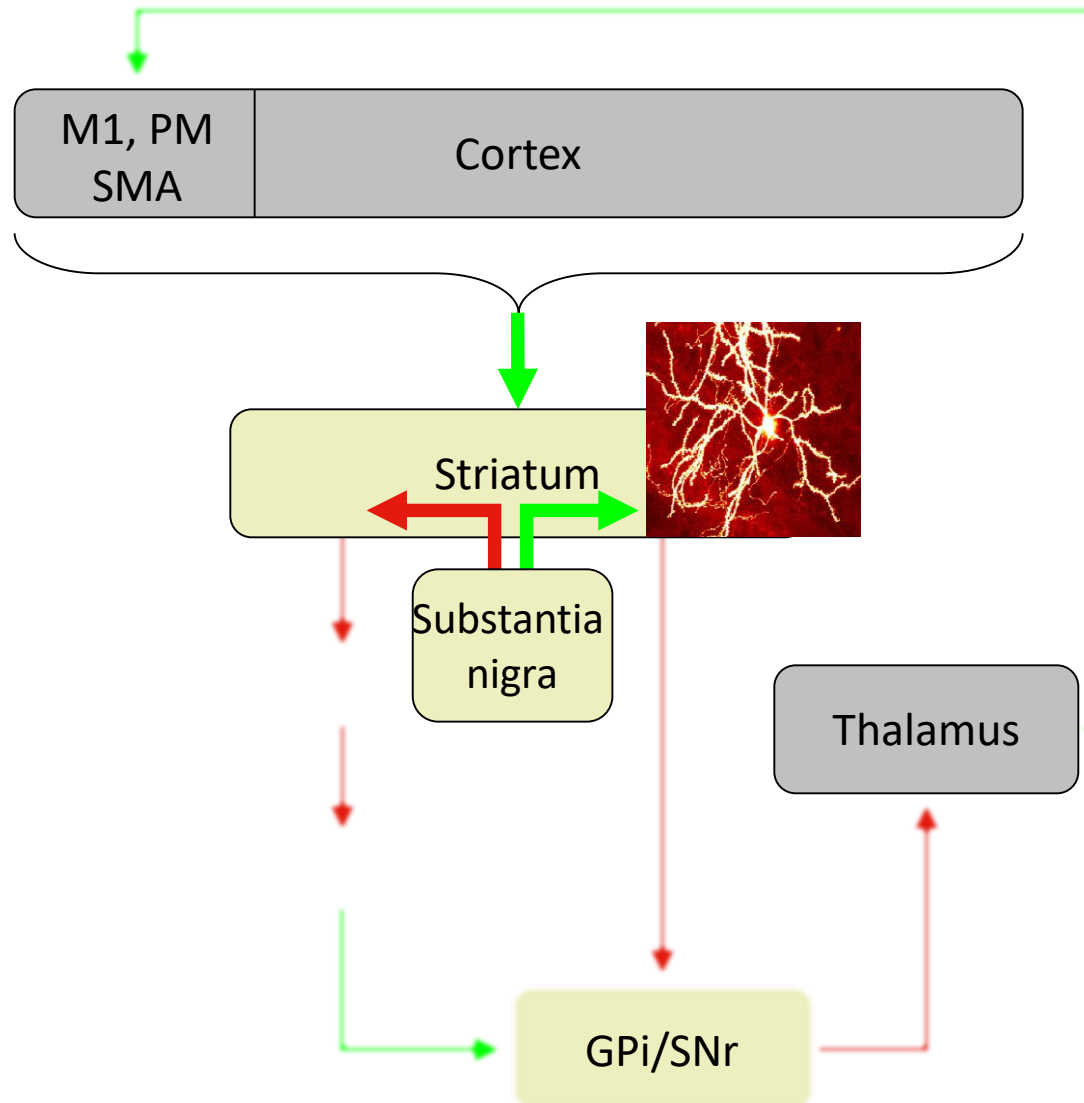 M1, PM
SMA
Cortex
Striatum
Substantia
nigra
Thalamus
GPi/SNr